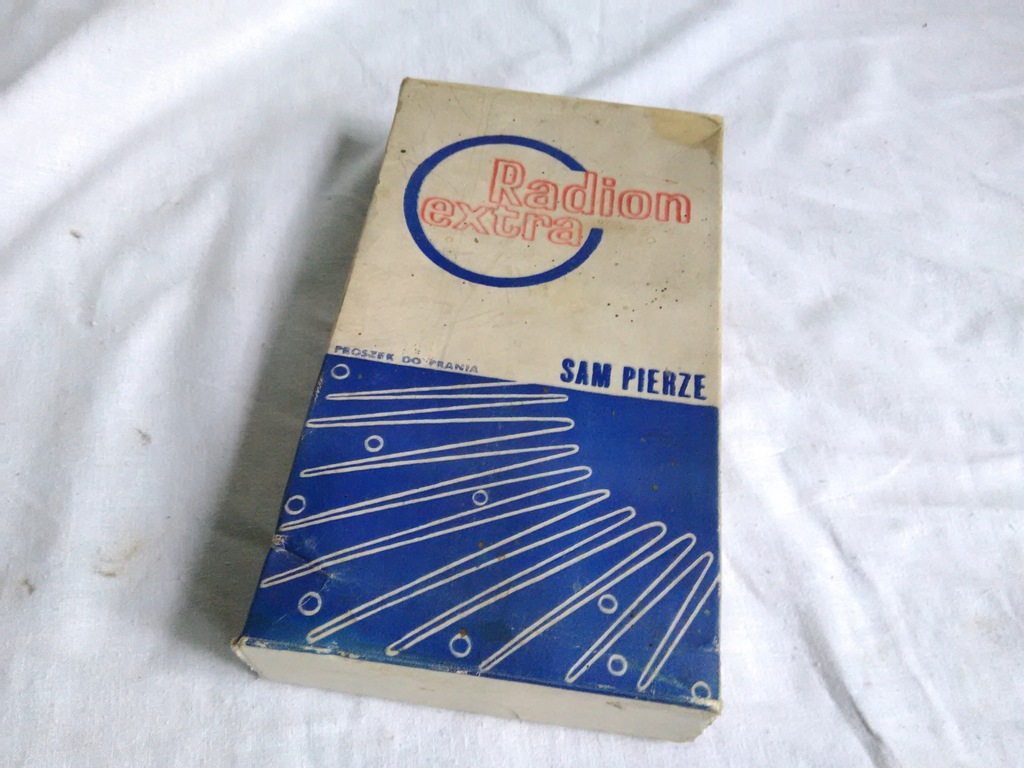 Radion
extra
PROSZEK DO PRANIA
SAM PIERZE